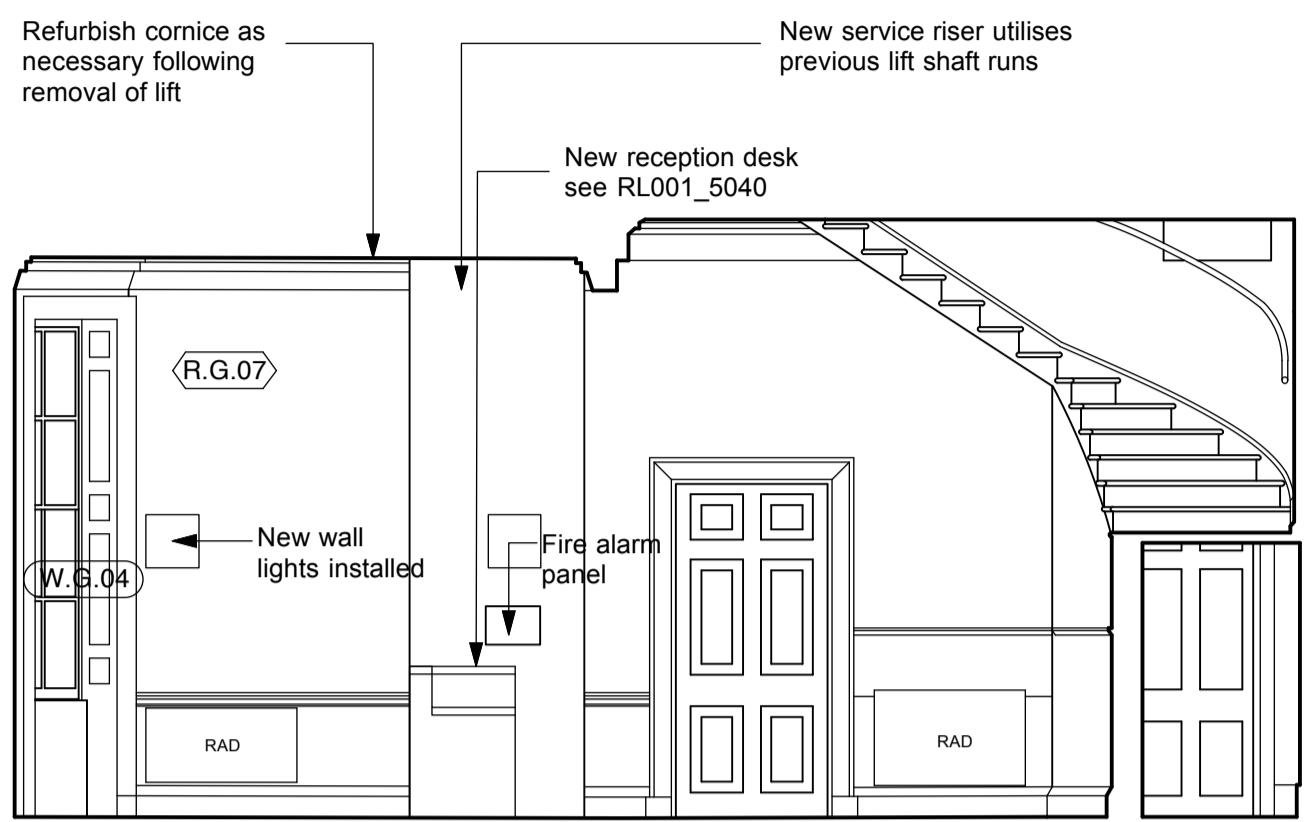 Refurbish cornice as
necessary following
removal of lift
New service riser utilises
previous lift shaft runs
New reception desk
see RL001_5040
R.G.07
New wall
lights installed
Fire alarm
panel
W.G.04
RAD
RAD